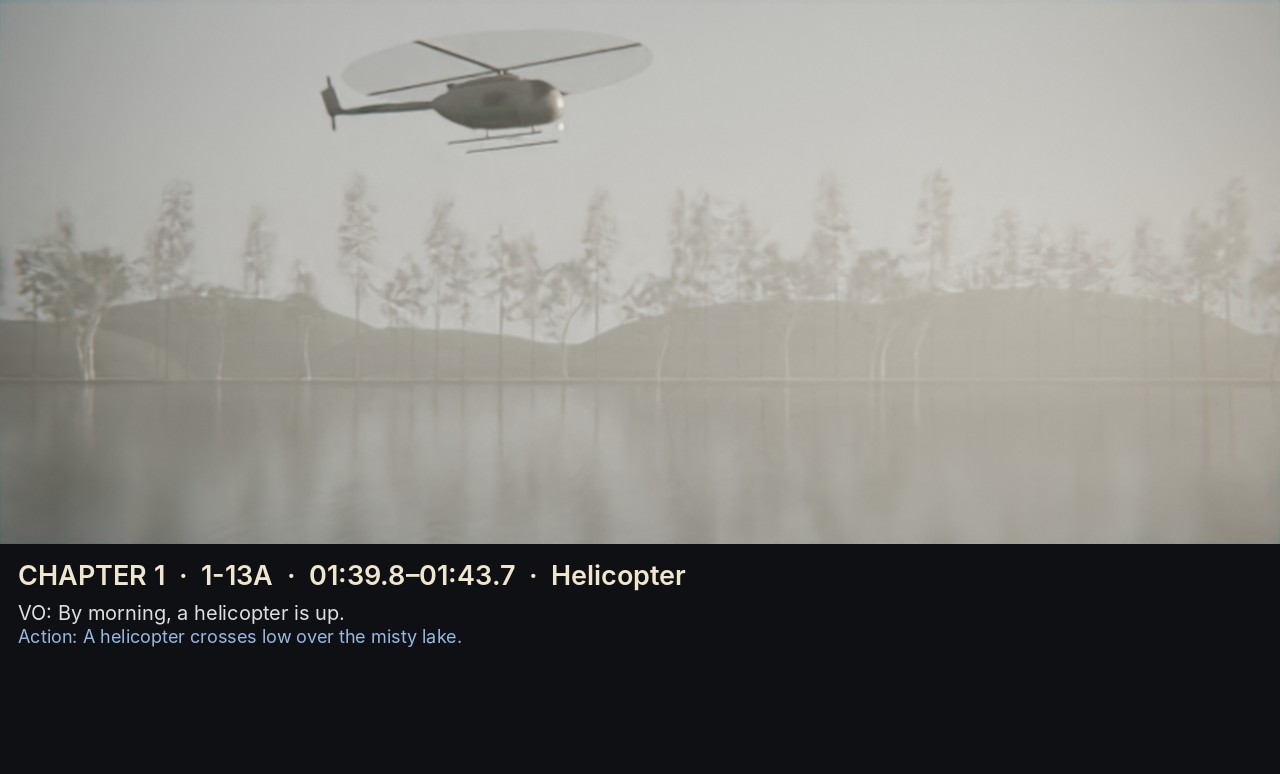 CHAPTER 1 · 1-13A · 01:39.8–01:43.7 · Helicopter
VO: By morning, a helicopter is up.
Action: A helicopter crosses low over the misty lake.